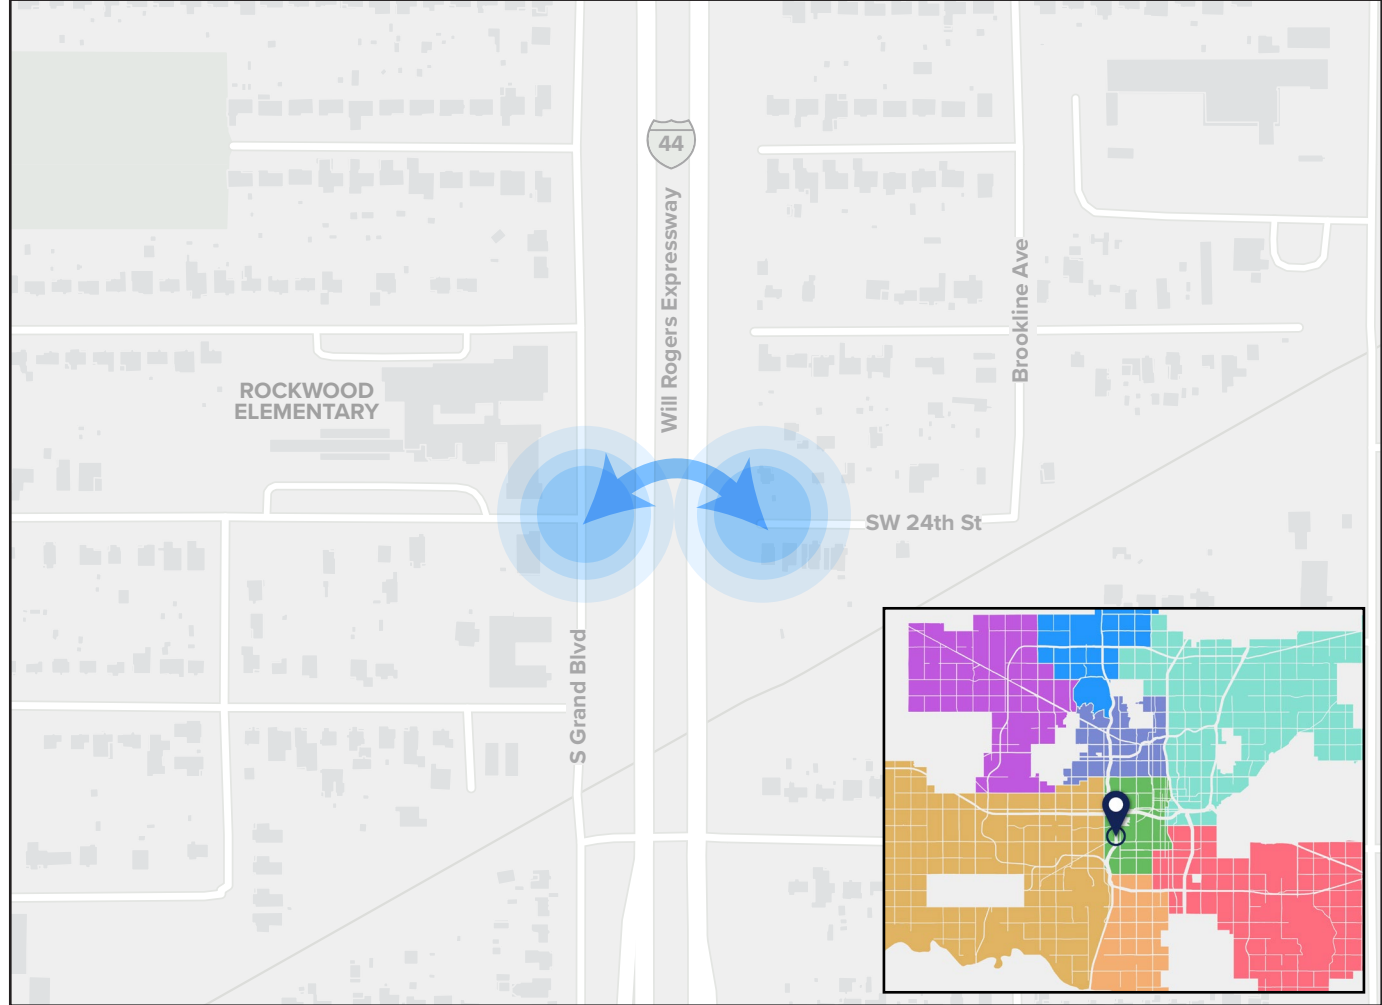 44
Will Rogers Expressway
Brookline Ave
ROCKWOOD
ELEMENTARY
SW 24th St
S Grand Blvd